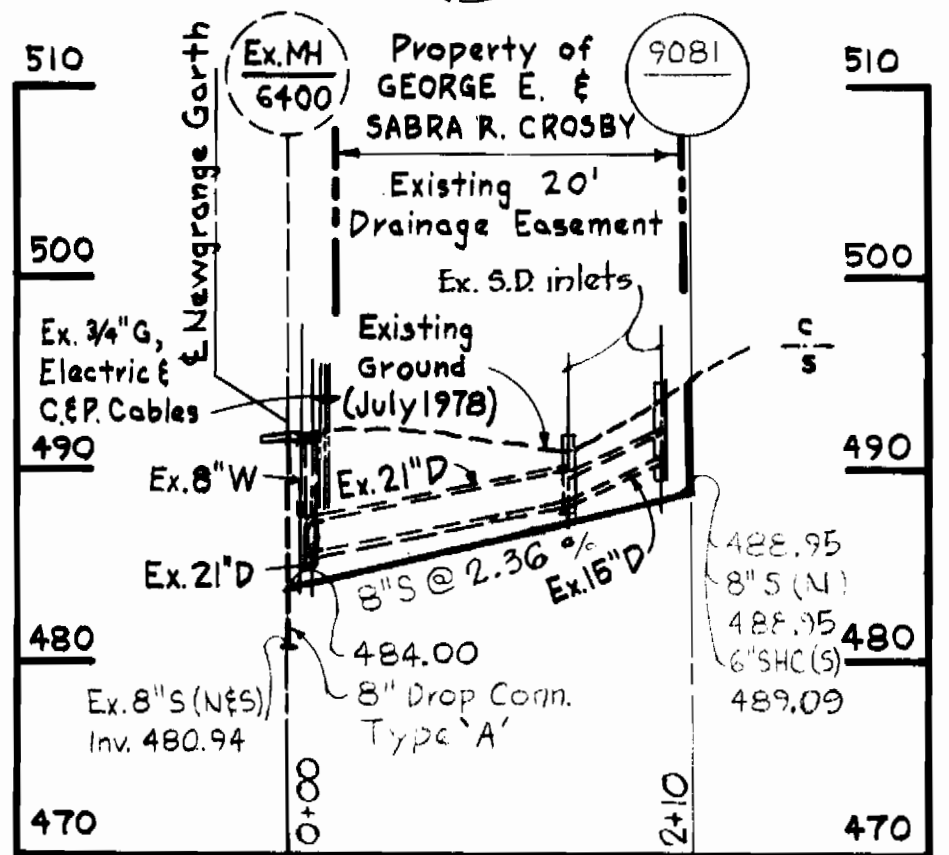 510
Ex. MH
6400
Property of
GEORGE E. &
SABRA R. CROSBY
9081
510
℄ Newgrange Garth
Existing 20'
Drainage Easement
500
500
Ex. S.D. inlets
Ex. 3/4" G,
Electric &
C.&P. Cables
Existing
Ground
(July 1978)
C
S
490
490
Ex. 8" W
Ex. 21" D
Ex. 21" D
8" S @ 2.36 %
Ex. 15" D
488.95
8" S (N)
488.95
6" SHC (S)
489.09
480
480
484.00
8" Drop Conn.
Type 'A'
Ex. 8" S (N&S)
Inv. 480.94
0+00
2+10
470
470